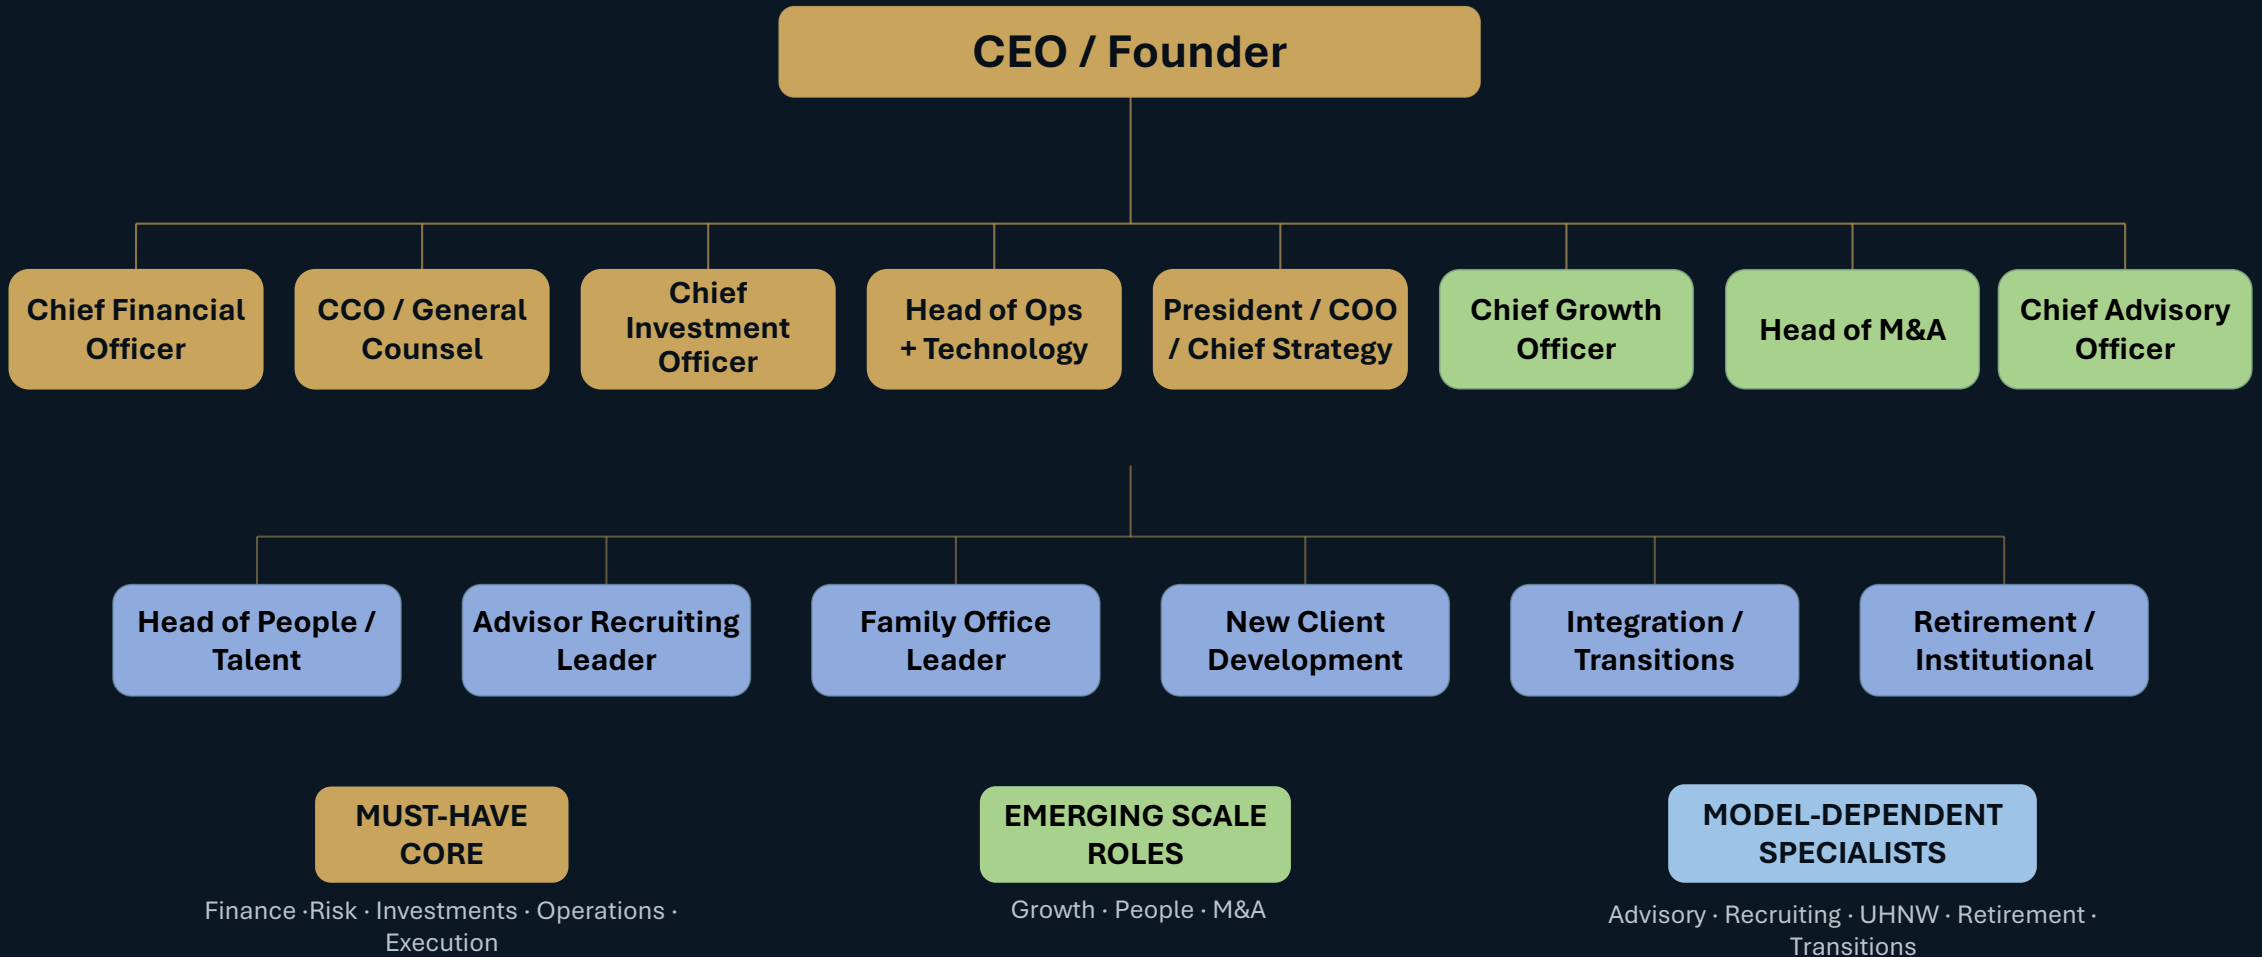 CEO / Founder
Chief Financial
Officer
CCO / General
Counsel
Chief
Investment
Officer
Head of Ops
+ Technology
President / COO
/ Chief Strategy
Chief Growth
Officer
Head of M&A
Chief Advisory
Officer
Head of People /
Talent
Advisor Recruiting
Leader
Family Office
Leader
New Client
Development
Integration /
Transitions
Retirement /
Institutional
MUST-HAVE
CORE
Finance ·Risk · Investments · Operations ·
Execution
EMERGING SCALE
ROLES
Growth · People · M&A
MODEL-DEPENDENT
SPECIALISTS
Advisory · Recruiting · UHNW · Retirement ·
Transitions